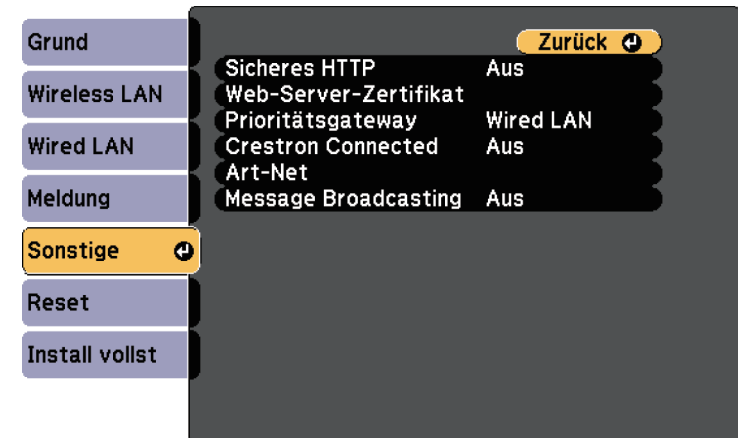 Grund
Wireless LAN
Wired LAN
Meldung
Sonstige
Reset
Install vollst
Zurück
Sicheres HTTP Aus
Web-Server-Zertifikat
Prioritätsgateway Wired LAN
Crestron Connected Aus
Art-Net
Message Broadcasting Aus